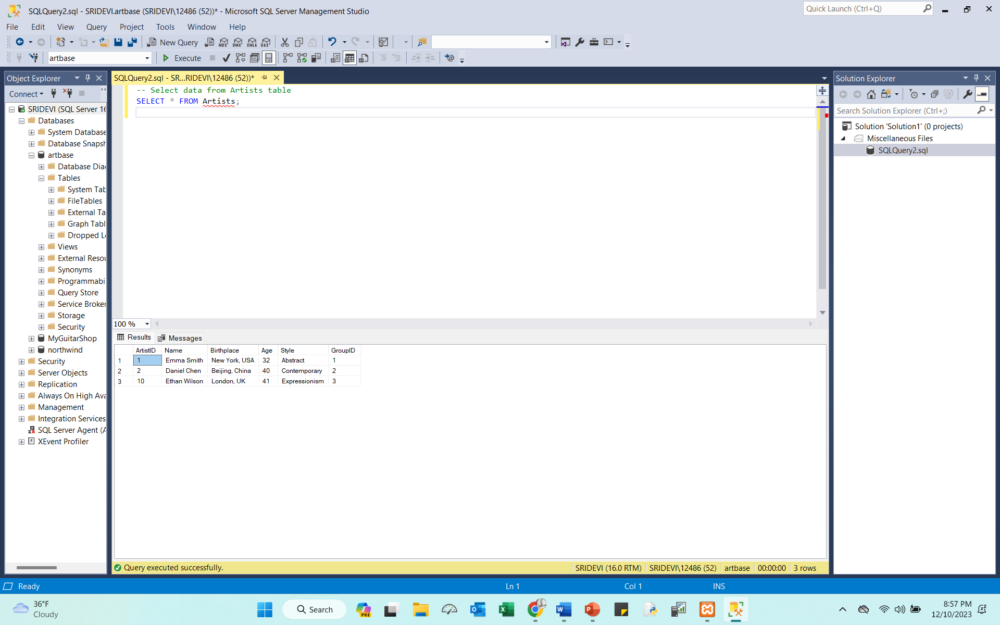 SQLQuery2.sql - SRIDEVI.artbase (SRIDEVI\12486 (52))* - Microsoft SQL Server Management Studio
Quick Launch (Ctrl+Q)
File Edit View Query Project Tools Window Help
New Query
MDX DMX XMLA DAX
artbase
Execute
Object Explorer
Connect
SRIDEVI (SQL Server 16
Databases
System Database
Database Snapsh
artbase
Database Dia
Tables
System Tab
FileTables
External Ta
Graph Tabl
Dropped L
Views
External Resou
Synonyms
Programmabi
Query Store
Service Broker
Storage
Security
MyGuitarShop
northwind
Security
Server Objects
Replication
Always On High Ava
Management
Integration Services
SQL Server Agent (A
XEvent Profiler
SQLQuery2.sql - SR...RIDEVI\12486 (52))*
-- Select data from Artists table
SELECT * FROM Artists;
100 %
Results Messages
ArtistID Name Birthplace Age Style GroupID
1 1 Emma Smith New York, USA 32 Abstract 1
2 2 Daniel Chen Beijing, China 40 Contemporary 2
3 10 Ethan Wilson London, UK 41 Expressionism 3
Query executed successfully.
SRIDEVI (16.0 RTM) SRIDEVI\12486 (52) artbase 00:00:00 3 rows
Solution Explorer
Search Solution Explorer (Ctrl+;)
Solution 'Solution1' (0 projects)
Miscellaneous Files
SQLQuery2.sql
Ready
Ln 1 Col 1 INS
36°F
Cloudy
Search
PRE
8:57 PM
12/10/2023